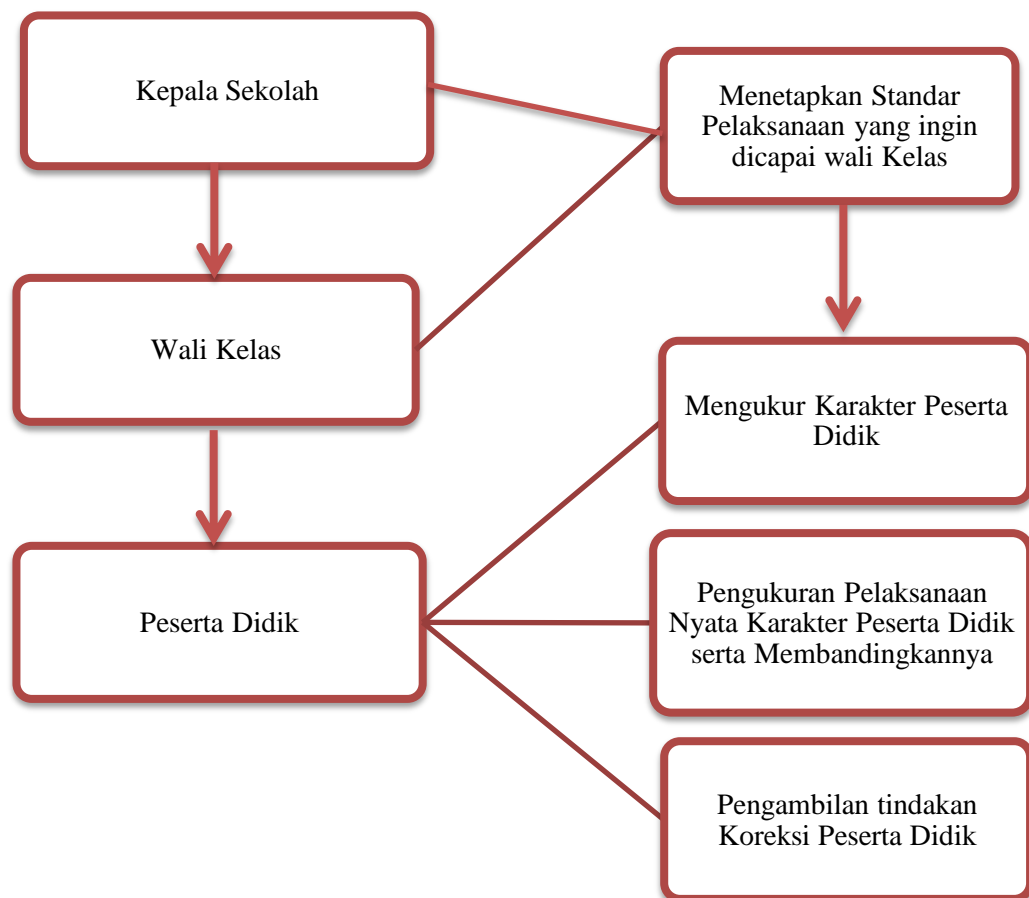 Kepala Sekolah
Menetapkan Standar
Pelaksanaan yang ingin
dicapai wali Kelas
Wali Kelas
Mengukur Karakter Peserta
Didik
Peserta Didik
Pengukuran Pelaksanaan
Nyata Karakter Peserta Didik
serta Membandingkannya
Pengambilan tindakan
Koreksi Peserta Didik